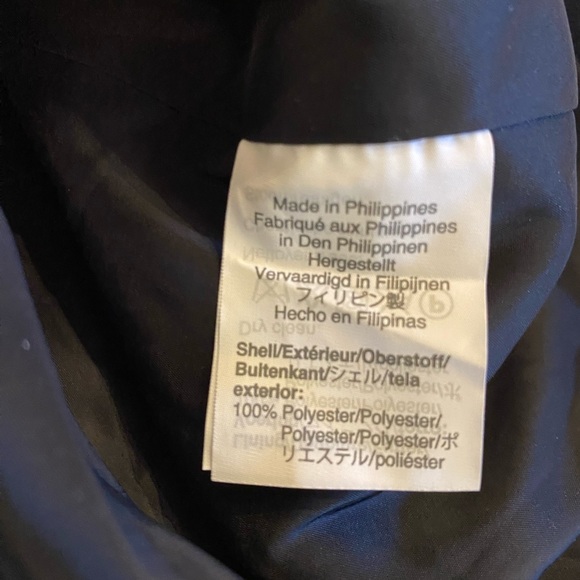 Made in Philippines
Fabriqué aux Philippines
in Den Philippinen
Hergestellt
Vervaardigd in Filipijnen
フィリピン製
Hecho en Filipinas
Shell/Extérieur/Oberstoff/
Buitenkant/シェル/tela
exterior:
100% Polyester/Polyester/
Polyester/Polyester/ポ
リエステル/poliéster
Dry clean